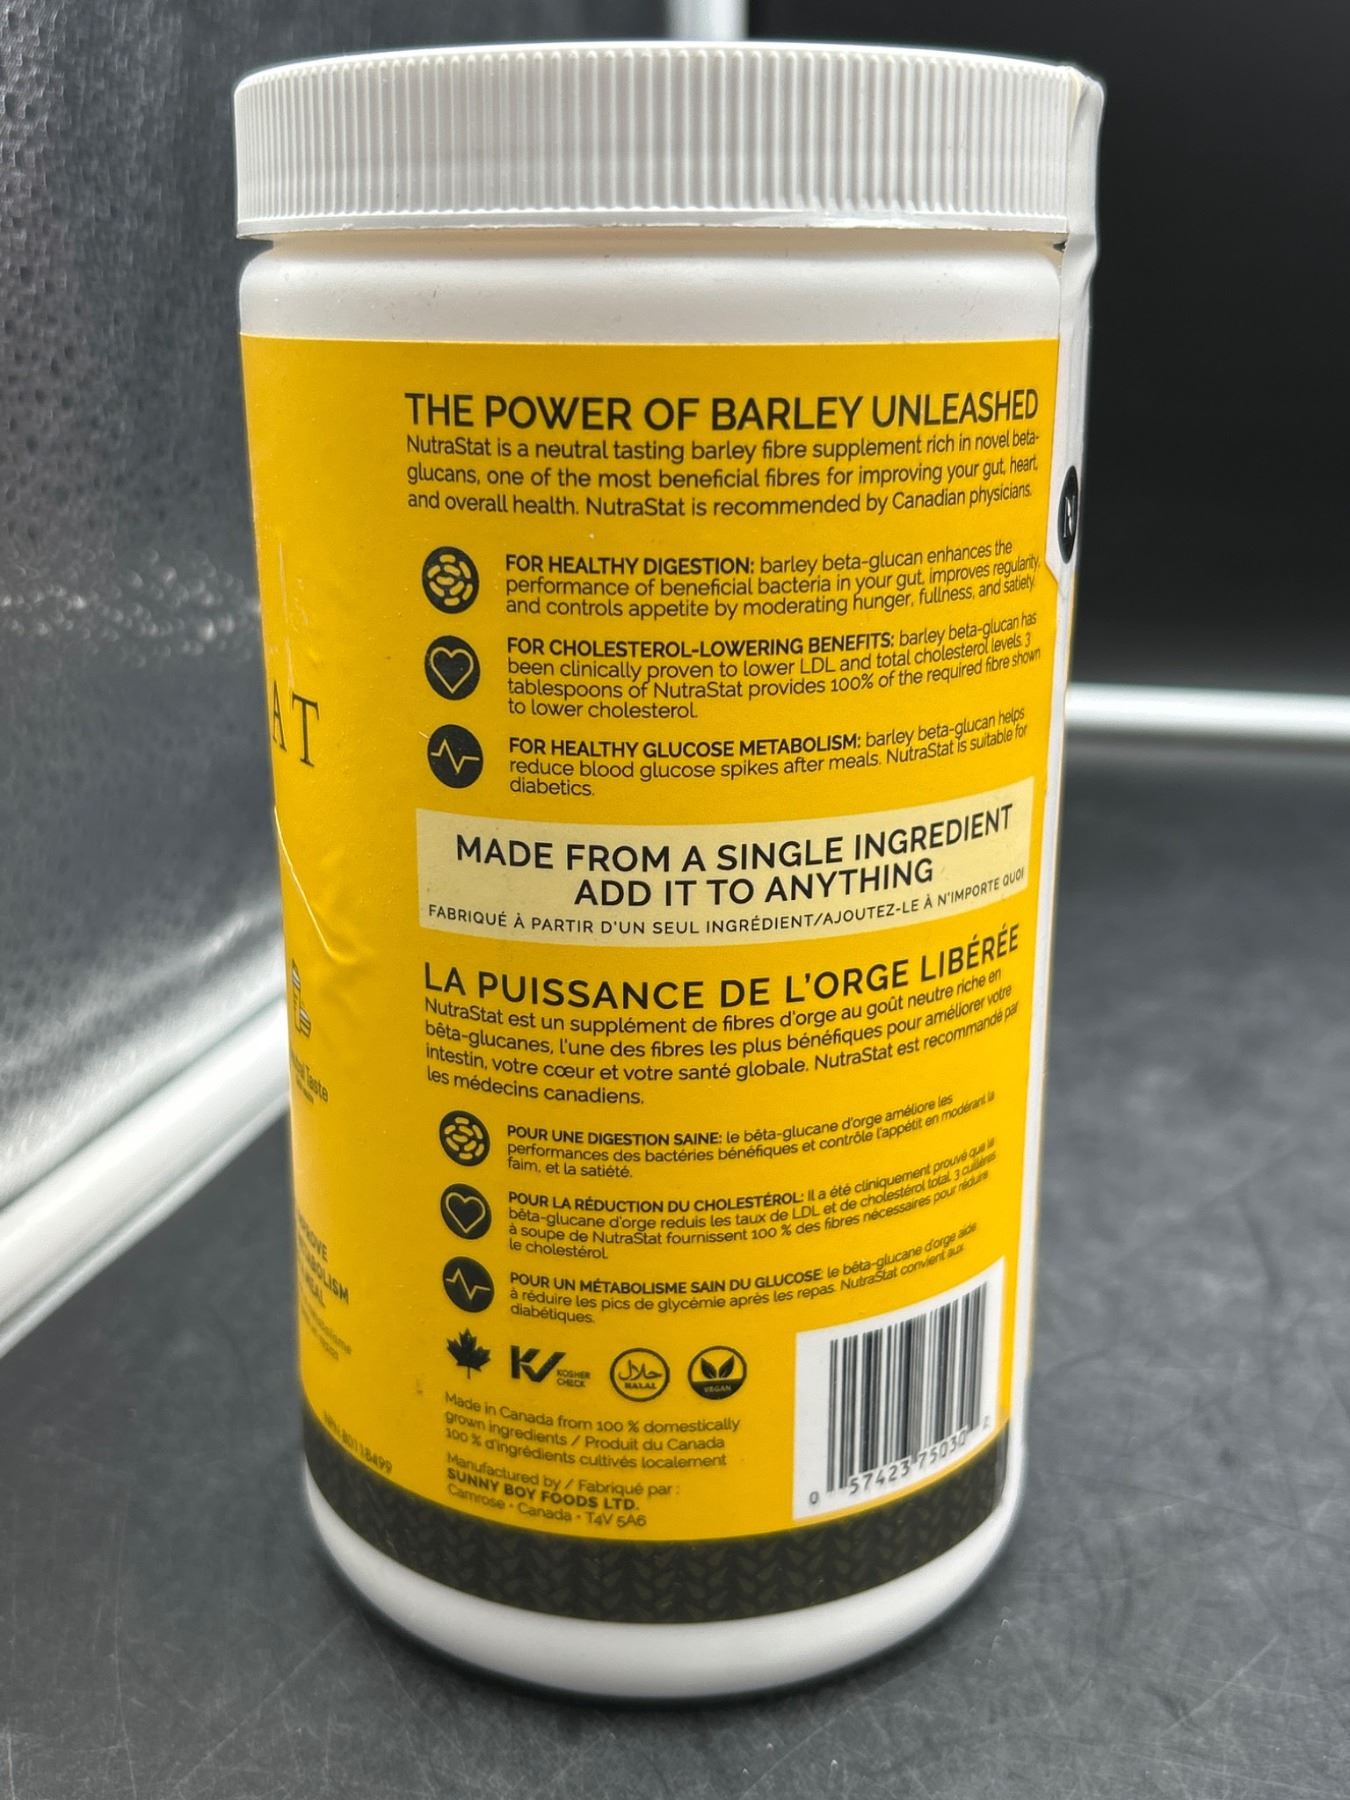 THE POWER OF BARLEY UNLEASHED
NutraStat is a neutral tasting barley fibre supplement rich in novel beta-
glucans, one of the most beneficial fibres for improving your gut, heart,
and overall health. NutraStat is recommended by Canadian physicians.
FOR HEALTHY DIGESTION: barley beta-glucan enhances the
performance of beneficial bacteria in your gut, improves regularity,
and controls appetite by moderating hunger, fullness, and satiety.
FOR CHOLESTEROL-LOWERING BENEFITS: barley beta-glucan has
been clinically proven to lower LDL and total cholesterol levels. 3
tablespoons of NutraStat provides 100% of the required fibre shown
to lower cholesterol.
FOR HEALTHY GLUCOSE METABOLISM: barley beta-glucan helps
reduce blood glucose spikes after meals. NutraStat is suitable for
diabetics.
MADE FROM A SINGLE INGREDIENT
ADD IT TO ANYTHING
FABRIQUÉ À PARTIR D'UN SEUL INGRÉDIENT/AJOUTEZ-LE À N'IMPORTE QUOI
LA PUISSANCE DE L'ORGE LIBÉRÉE
NutraStat est un supplément de fibres d'orge au goût neutre riche en
bêta-glucanes, l'une des fibres les plus bénéfiques pour améliorer votre
intestin, votre cœur et votre santé globale. NutraStat est recommandé par
les médecins canadiens.
POUR UNE DIGESTION SAINE: le bêta-glucane d'orge améliore les
performances des bactéries bénéfiques et contrôle l'appétit en modérant la
faim, et la satiété.
POUR LA RÉDUCTION DU CHOLESTÉROL: Il a été cliniquement prouvé que la
bêta-glucane d'orge reduis les taux de LDL et de cholestérol total. 3 cuillères
à soupe de NutraStat fournissent 100 % des fibres nécessaires pour réduire
le cholestérol.
POUR UN MÉTABOLISME SAIN DU GLUCOSE: le bêta-glucane d'orge aide
à réduire les pics de glycémie après les repas. NutraStat convient aux
diabétiques.
KOSHER
CHECK
حلال
HALAL
VEGAN
Made in Canada from 100 % domestically
grown ingredients / Produit du Canada
100 % d'ingrédients cultivés localement
Manufactured by / Fabriqué par :
SUNNY BOY FOODS LTD.
Camrose • Canada • T4V 5A6
0 57423 75030 2
AT
Taste
N